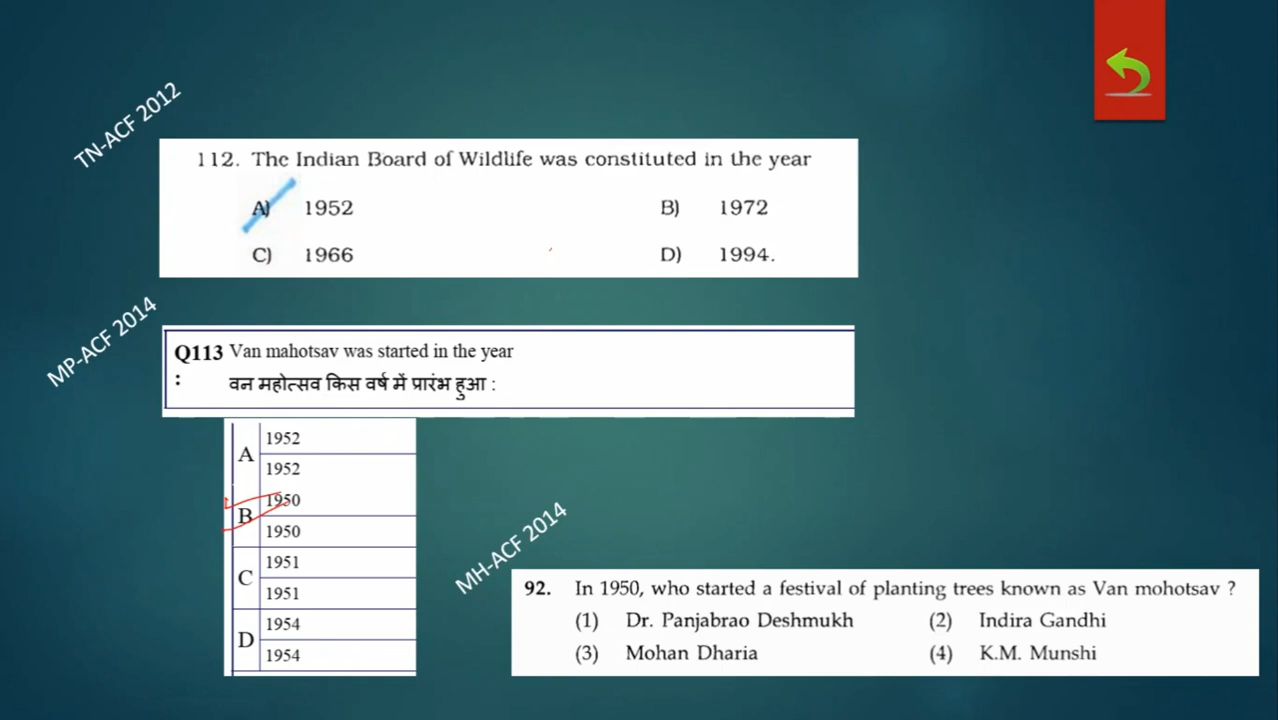 TN-ACF 2012
112. The Indian Board of Wildlife was constituted in the year
A) 1952 B) 1972
C) 1966 D) 1994.
MP-ACF 2014
Q113 Van mahotsav was started in the year
: वन महोत्सव किस वर्ष में प्रारंभ हुआ :
A 1952
1952
B 1950
1950
C 1951
1951
D 1954
1954
MH-ACF 2014
92. In 1950, who started a festival of planting trees known as Van mohotsav ?
(1) Dr. Panjabrao Deshmukh (2) Indira Gandhi
(3) Mohan Dharia (4) K.M. Munshi